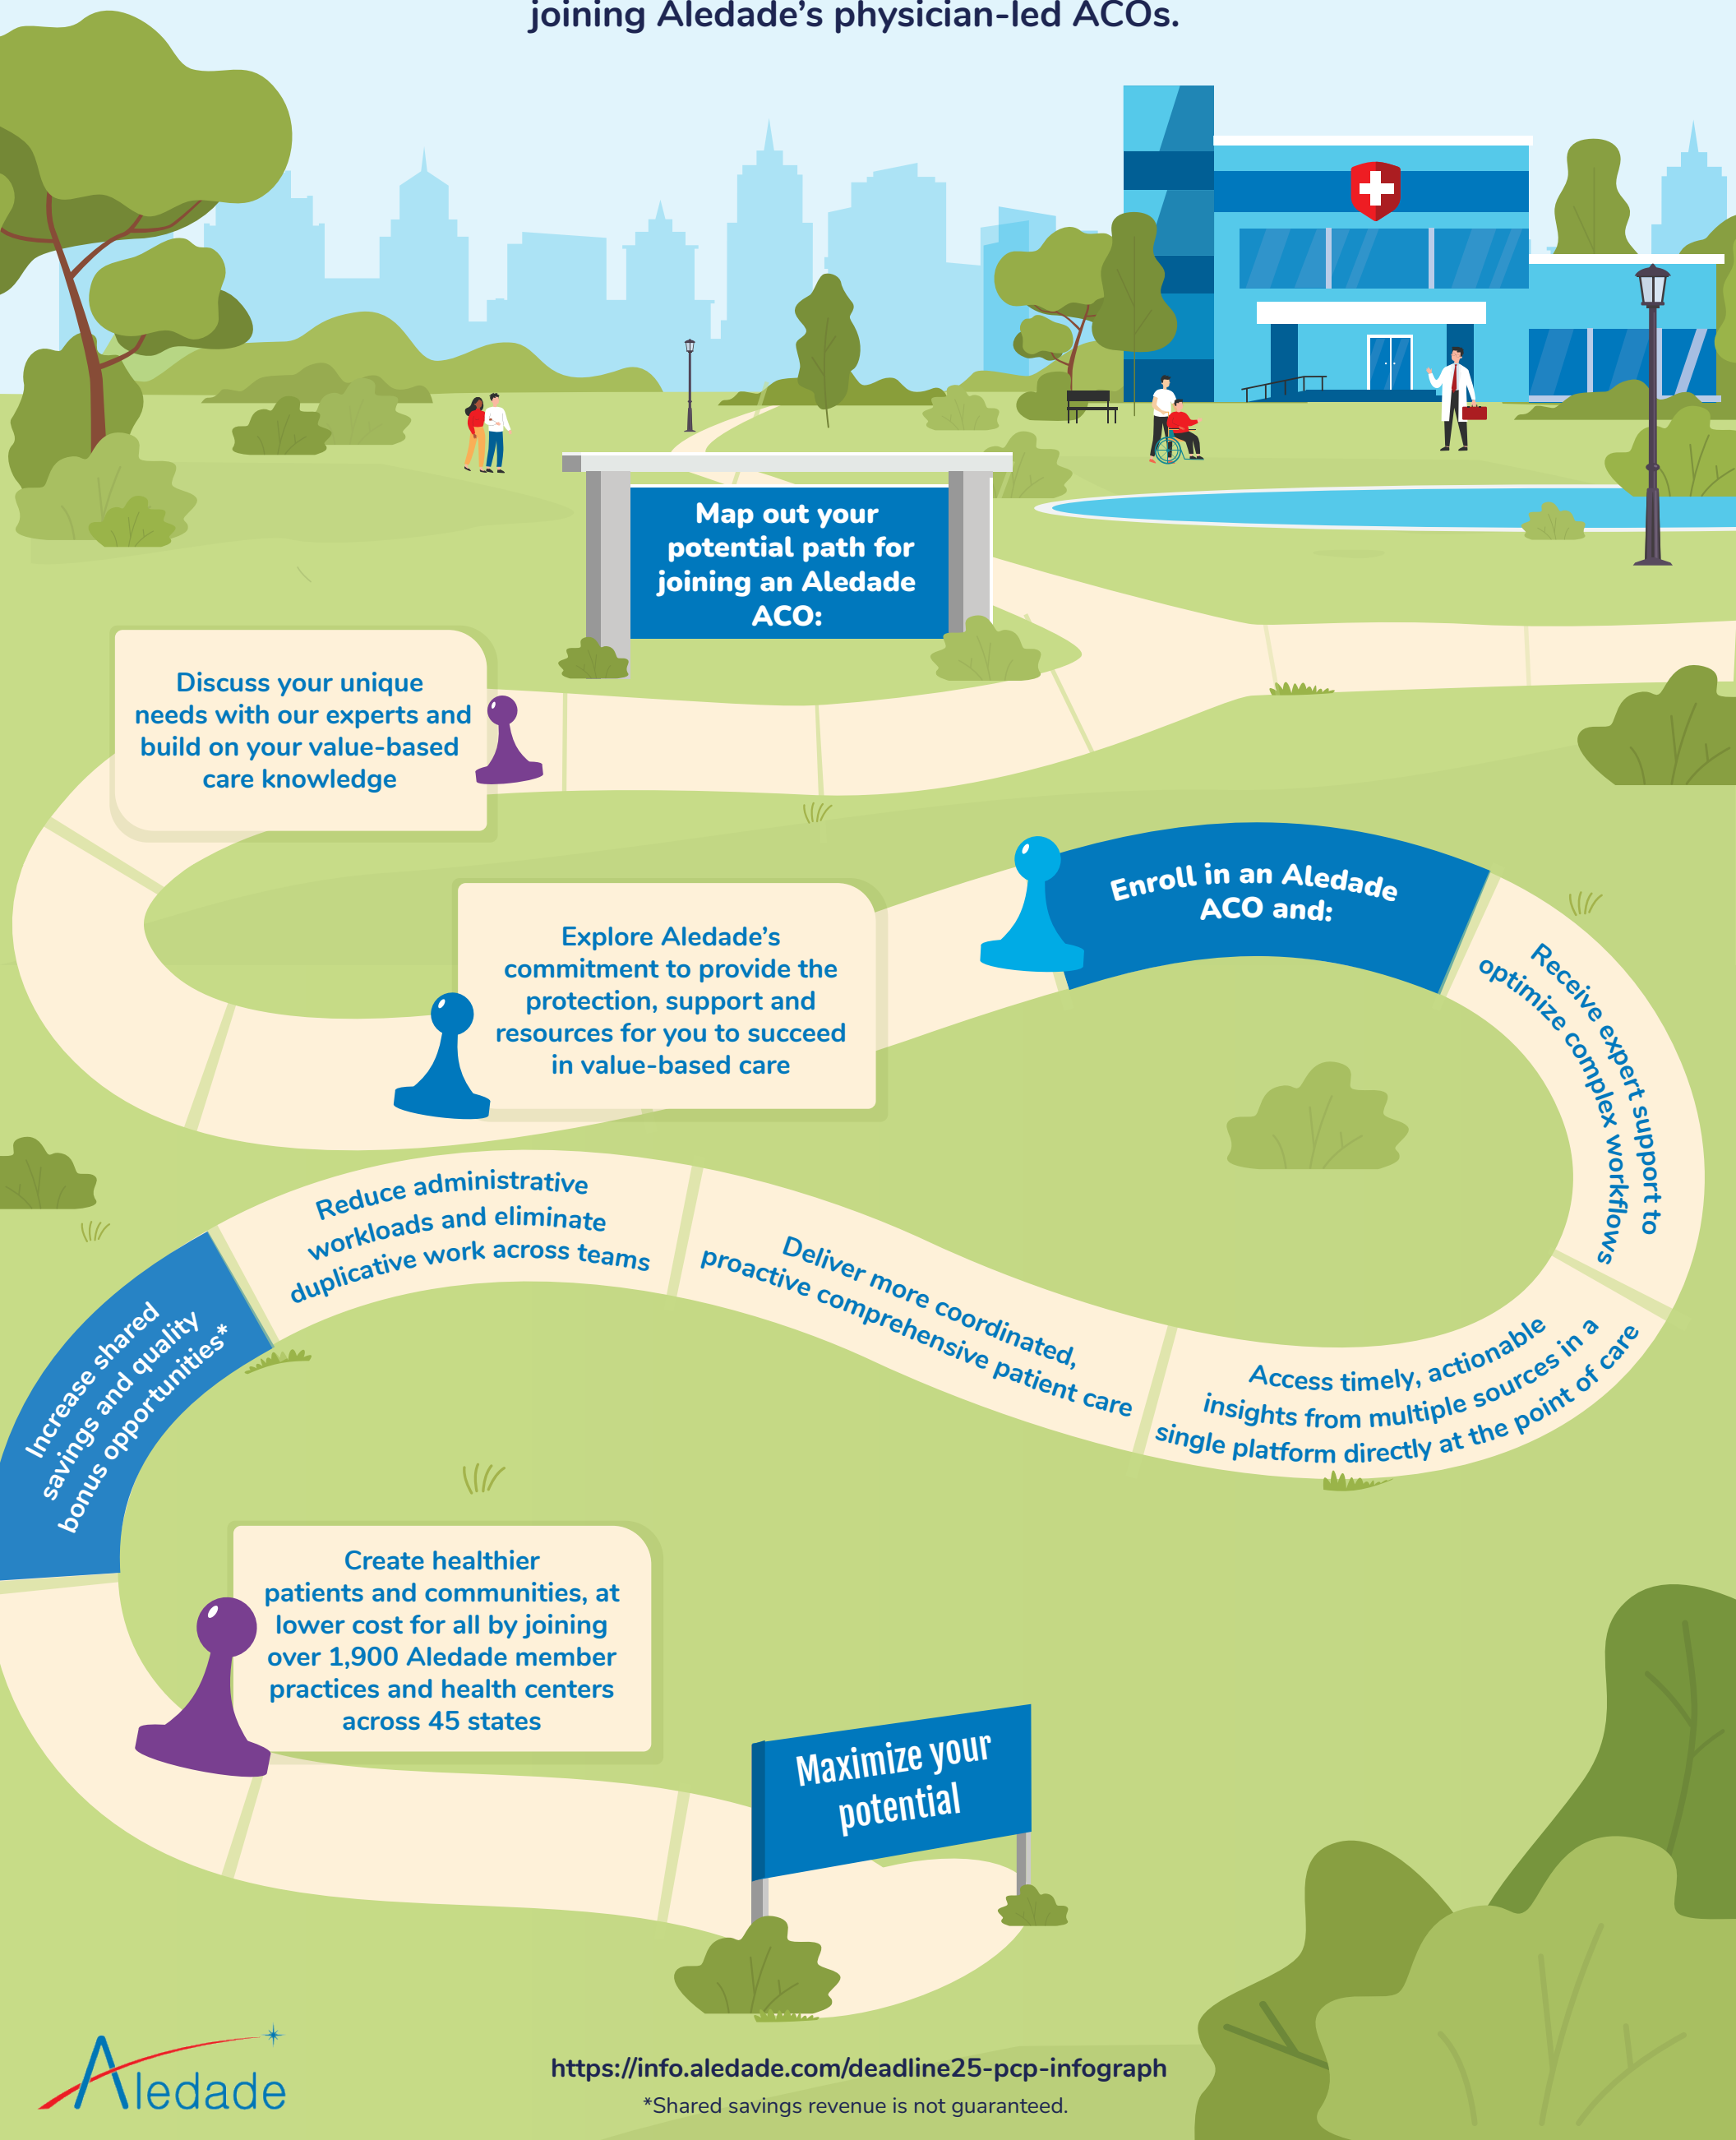 joining Aledade’s physician-led ACOs.
Map out your
potential path for
joining an Aledade
ACO:
Discuss your unique
needs with our experts and
build on your value-based
care knowledge
Explore Aledade’s
commitment to provide the
protection, support and
resources for you to succeed
in value-based care
Enroll in an Aledade
ACO and:
Receive expert support to
optimize complex workflows
Access timely, actionable
insights from multiple sources in a
single platform directly at the point of care
Deliver more coordinated,
proactive comprehensive patient care
Reduce administrative
workloads and eliminate
duplicative work across teams
Increase shared
savings and quality
bonus opportunities*
Create healthier
patients and communities, at
lower cost for all by joining
over 1,900 Aledade member
practices and health centers
across 45 states
Maximize your
potential
Aledade
https://info.aledade.com/deadline25-pcp-infograph
*Shared savings revenue is not guaranteed.